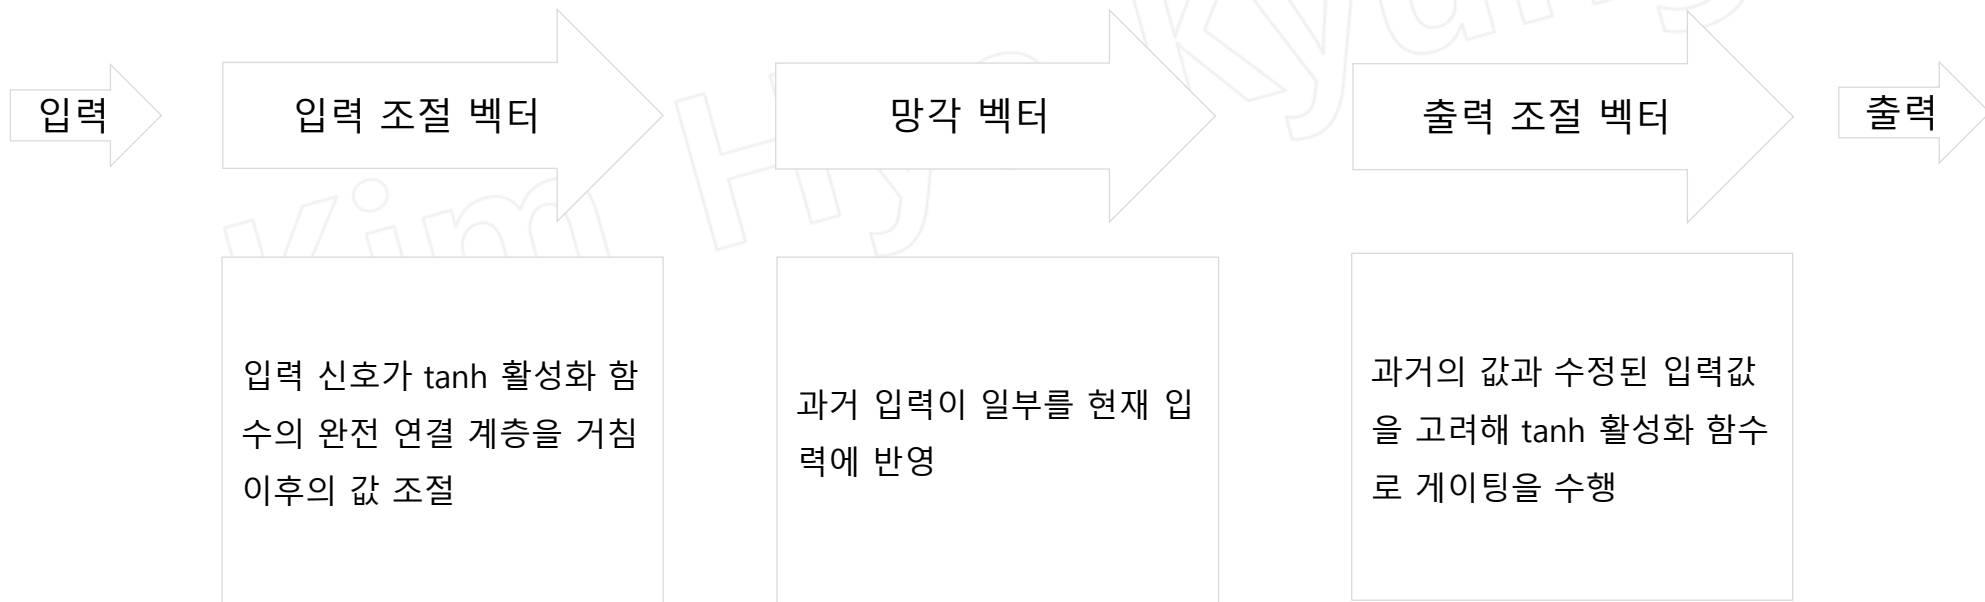 입력
입력 조절 벡터
망각 벡터
출력 조절 벡터
출력
입력 신호가 tanh 활성화 함
수의 완전 연결 계층을 거침
이후의 값 조절
과거 입력이 일부를 현재 입
력에 반영
과거의 값과 수정된 입력값
을 고려해 tanh 활성화 함수
로 게이팅을 수행